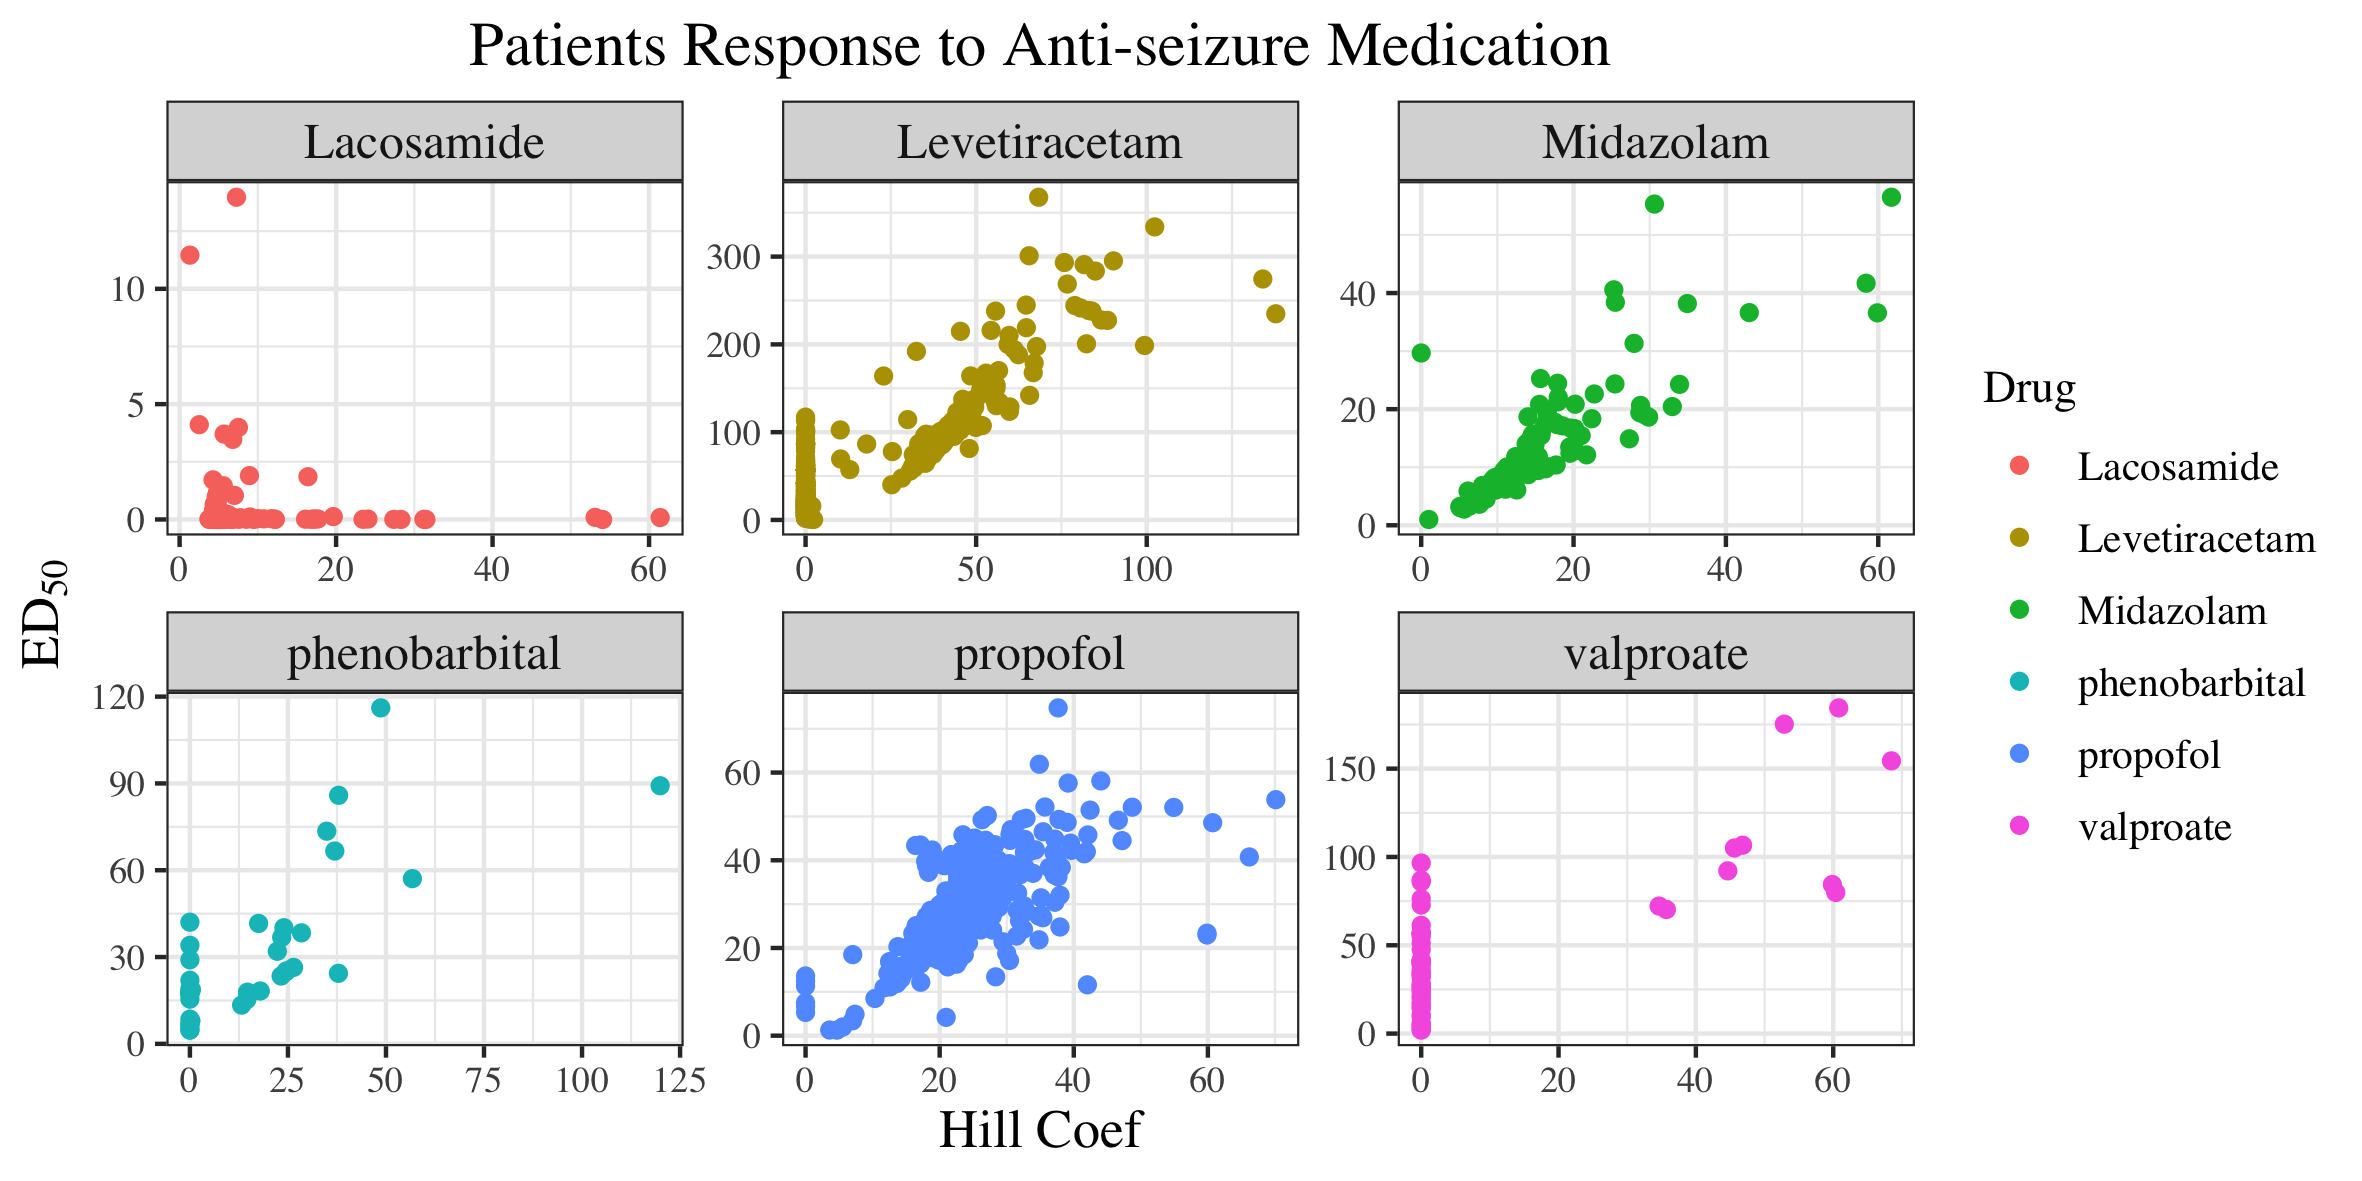 Patients Response to Anti-seizure Medication
Lacosamide Levetiracetam Midazolam
10
5
0
0 20 40 60
300
200
100
0
0 50 100
40
20
0
0 20 40 60
ED50
phenobarbital propofol valproate
120
90
60
30
0
0 25 50 75 100 125
60
40
20
0
0 20 40 60
150
100
50
0
0 20 40 60
Hill Coef
Drug
Lacosamide
Levetiracetam
Midazolam
phenobarbital
propofol
valproate